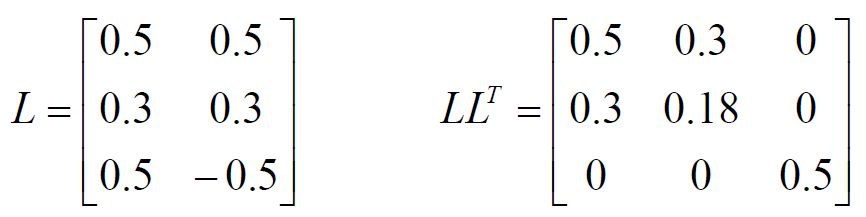 L = [0.5 0.5; 0.3 0.3; 0.5 −0.5]
LLᵀ = [0.5 0.3 0; 0.3 0.18 0; 0 0 0.5]